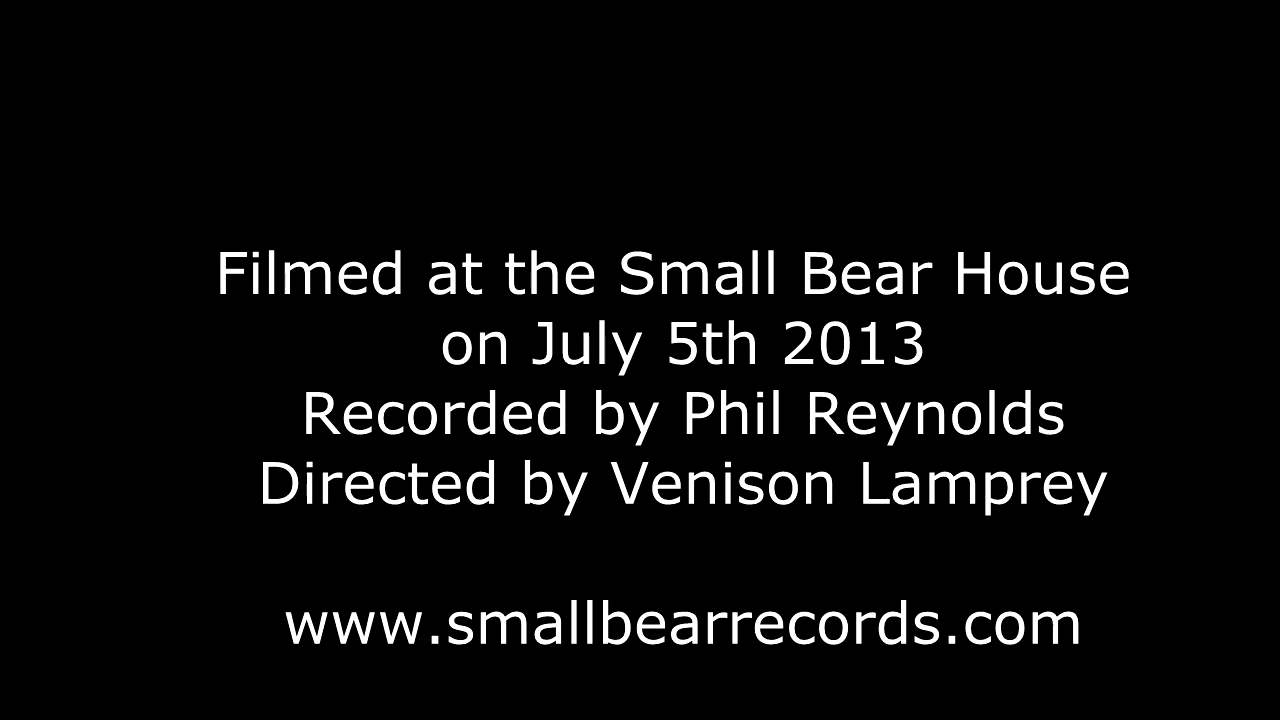 Filmed at the Small Bear House
on July 5th 2013
Recorded by Phil Reynolds
Directed by Venison Lamprey
www.smallbearrecords.com